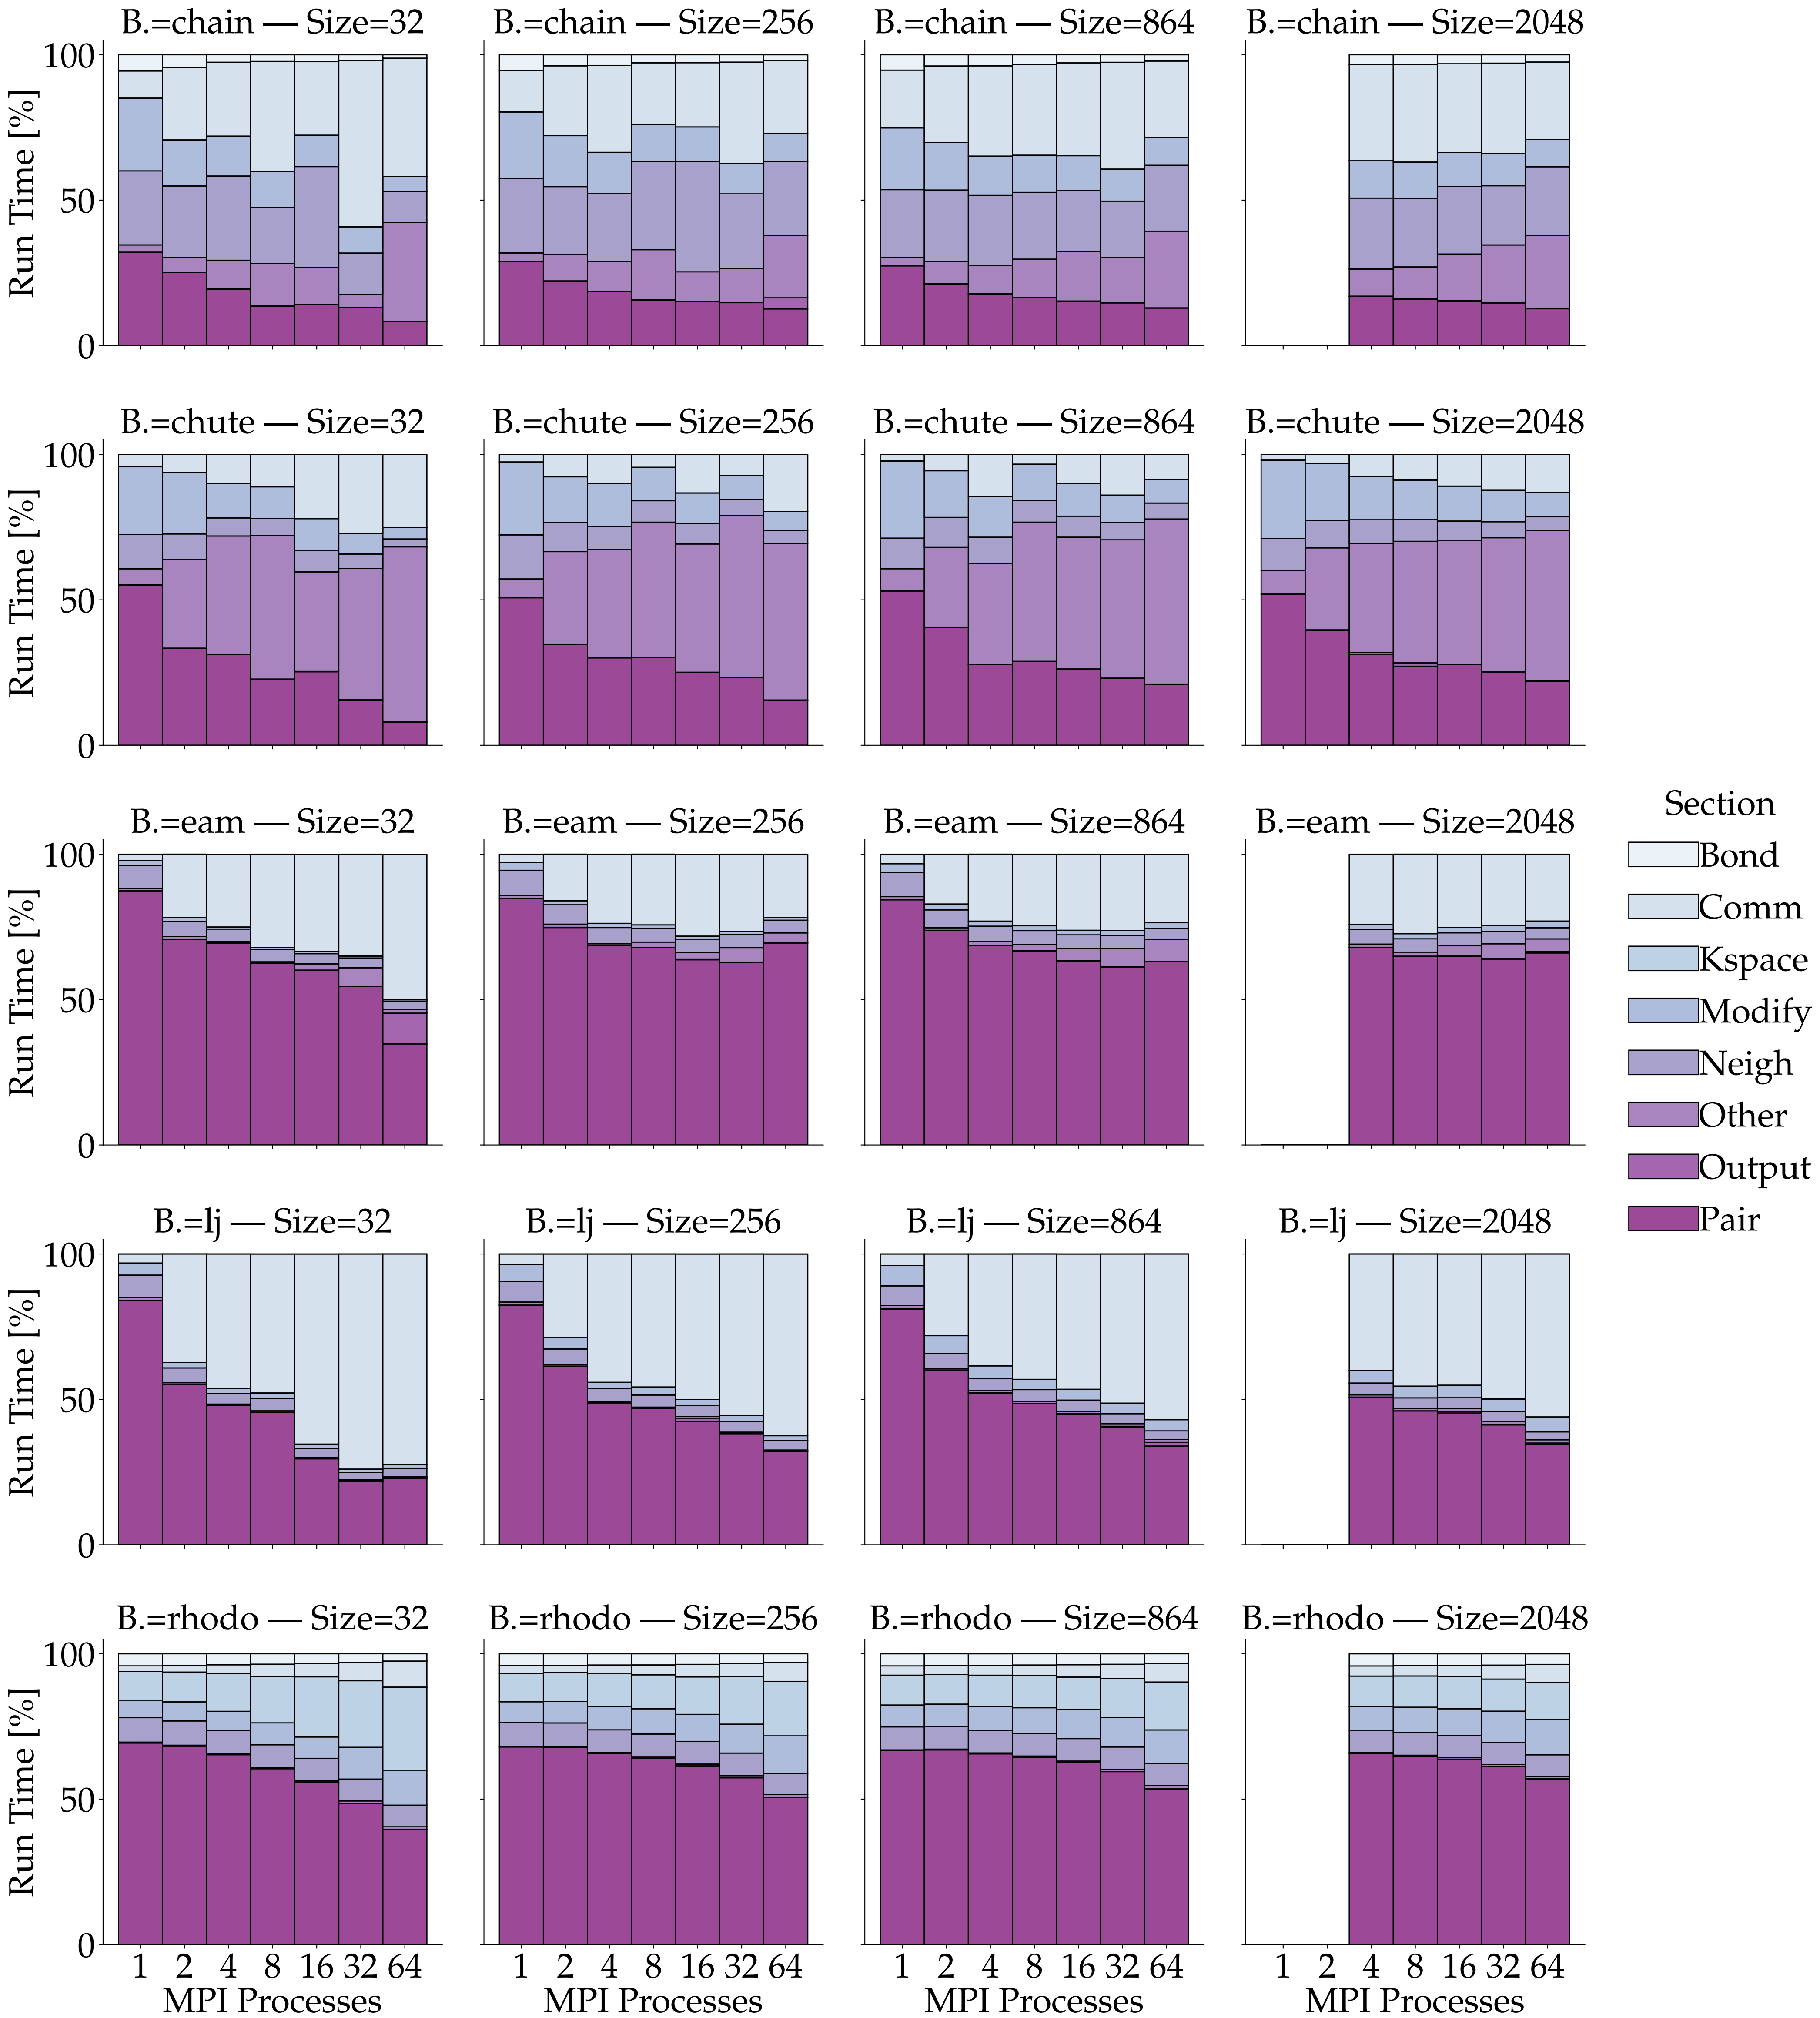 B.=chain — Size=32
B.=chain — Size=256
B.=chain — Size=864
B.=chain — Size=2048
Run Time [%]
100
50
0
B.=chute — Size=32
B.=chute — Size=256
B.=chute — Size=864
B.=chute — Size=2048
Run Time [%]
100
50
0
B.=eam — Size=32
B.=eam — Size=256
B.=eam — Size=864
B.=eam — Size=2048
Run Time [%]
100
50
0
Section
Bond
Comm
Kspace
Modify
Neigh
Other
Output
Pair
B.=lj — Size=32
B.=lj — Size=256
B.=lj — Size=864
B.=lj — Size=2048
Run Time [%]
100
50
0
B.=rhodo — Size=32
B.=rhodo — Size=256
B.=rhodo — Size=864
B.=rhodo — Size=2048
Run Time [%]
100
50
0
1 2 4 8 16 32 64
MPI Processes
1 2 4 8 16 32 64
MPI Processes
1 2 4 8 16 32 64
MPI Processes
1 2 4 8 16 32 64
MPI Processes